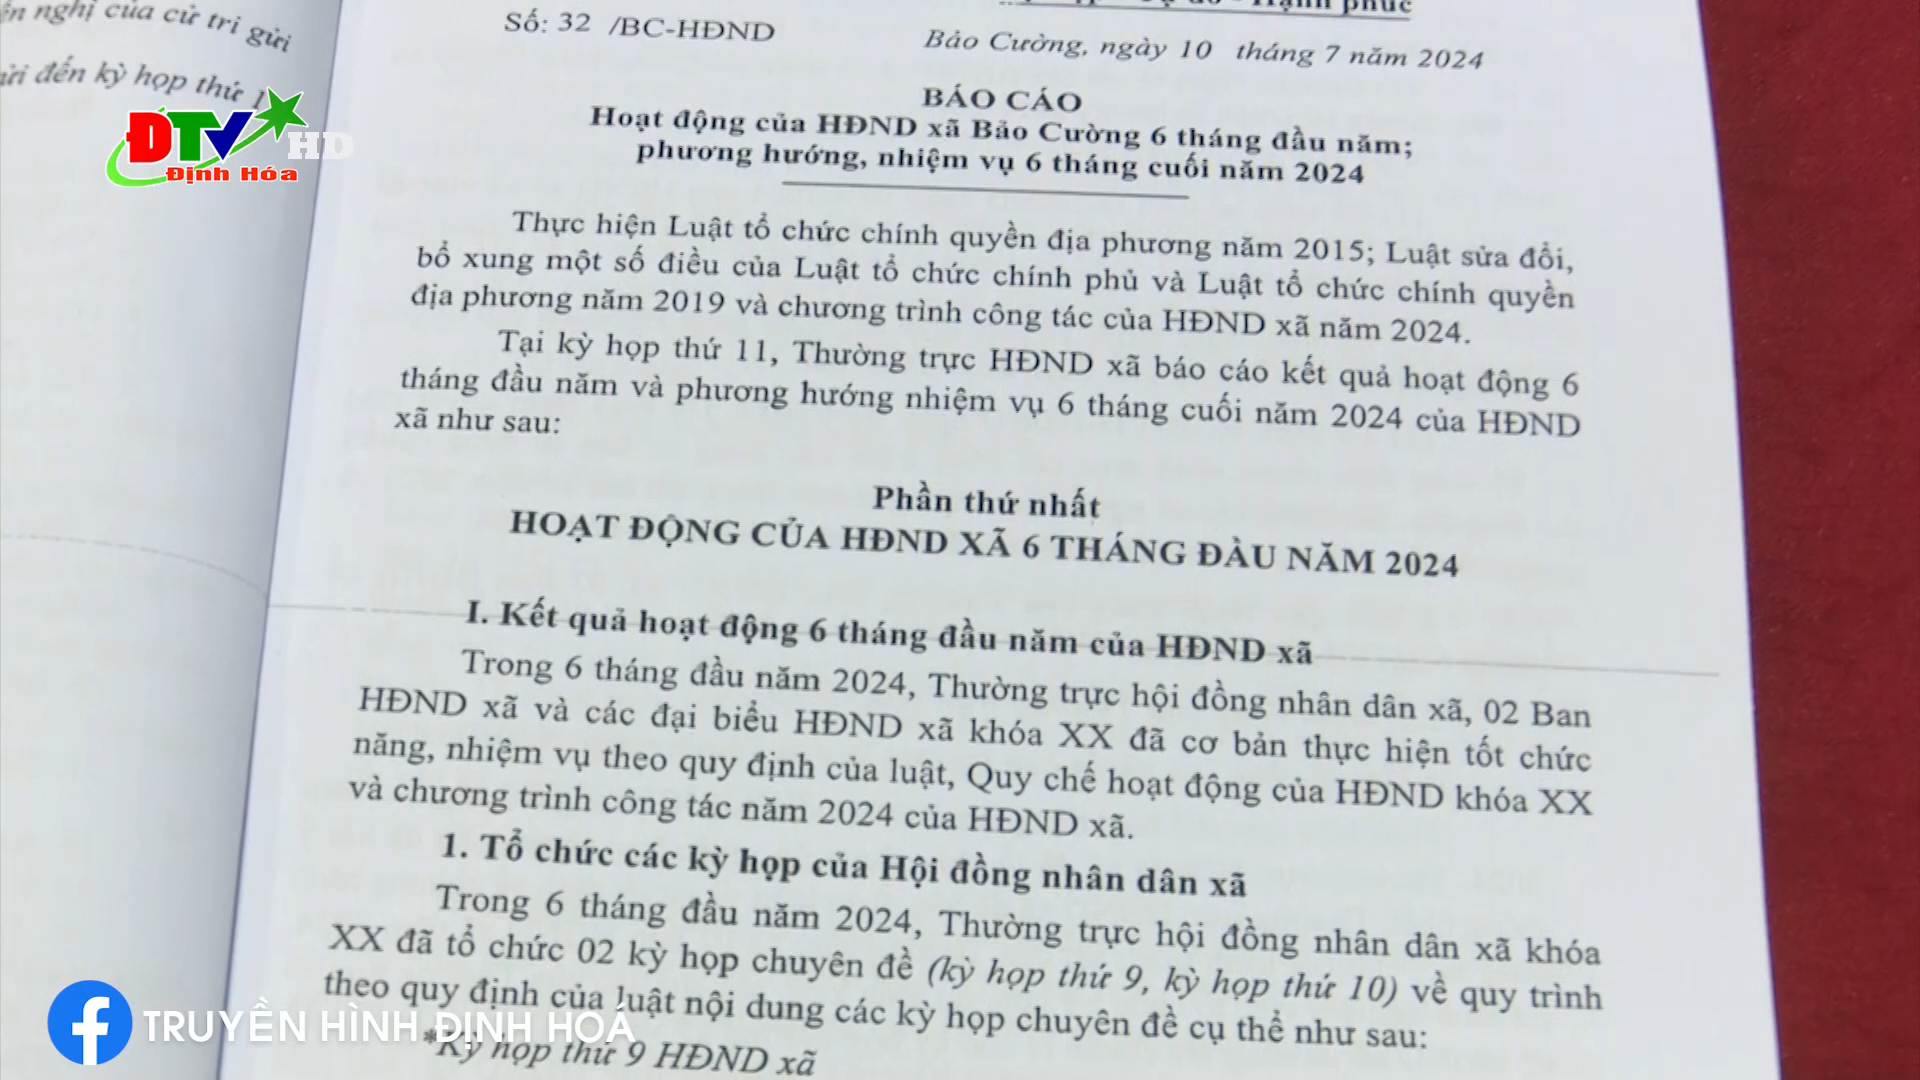 nghị của cử tri gửi
đến kỳ họp thứ 1
ĐTV HD
Định Hóa
Hạnh phúc
Số: 32 /BC-HĐND
Bảo Cường, ngày 10 tháng 7 năm 2024
BÁO CÁO
Hoạt động của HĐND xã Bảo Cường 6 tháng đầu năm;
phương hướng, nhiệm vụ 6 tháng cuối năm 2024
Thực hiện Luật tổ chức chính quyền địa phương năm 2015; Luật sửa đổi,
bổ xung một số điều của Luật tổ chức chính phủ và Luật tổ chức chính quyền
địa phương năm 2019 và chương trình công tác của HĐND xã năm 2024.
Tại kỳ họp thứ 11, Thường trực HĐND xã báo cáo kết quả hoạt động 6
tháng đầu năm và phương hướng nhiệm vụ 6 tháng cuối năm 2024 của HĐND
xã như sau:
Phần thứ nhất
HOẠT ĐỘNG CỦA HĐND XÃ 6 THÁNG ĐẦU NĂM 2024
I. Kết quả hoạt động 6 tháng đầu năm của HĐND xã
Trong 6 tháng đầu năm 2024, Thường trực hội đồng nhân dân xã, 02 Ban
HĐND xã và các đại biểu HĐND xã khóa XX đã cơ bản thực hiện tốt chức
năng, nhiệm vụ theo quy định của luật, Quy chế hoạt động của HĐND khóa XX
và chương trình công tác năm 2024 của HĐND xã.
1. Tổ chức các kỳ họp của Hội đồng nhân dân xã
Trong 6 tháng đầu năm 2024, Thường trực hội đồng nhân dân xã khóa
XX đã tổ chức 02 kỳ họp chuyên đề (kỳ họp thứ 9, kỳ họp thứ 10) về quy trình
theo quy định của luật nội dung các kỳ họp chuyên đề cụ thể như sau:
*Kỳ họp thứ 9 HĐND xã
TRUYỀN HÌNH ĐỊNH HOÁ